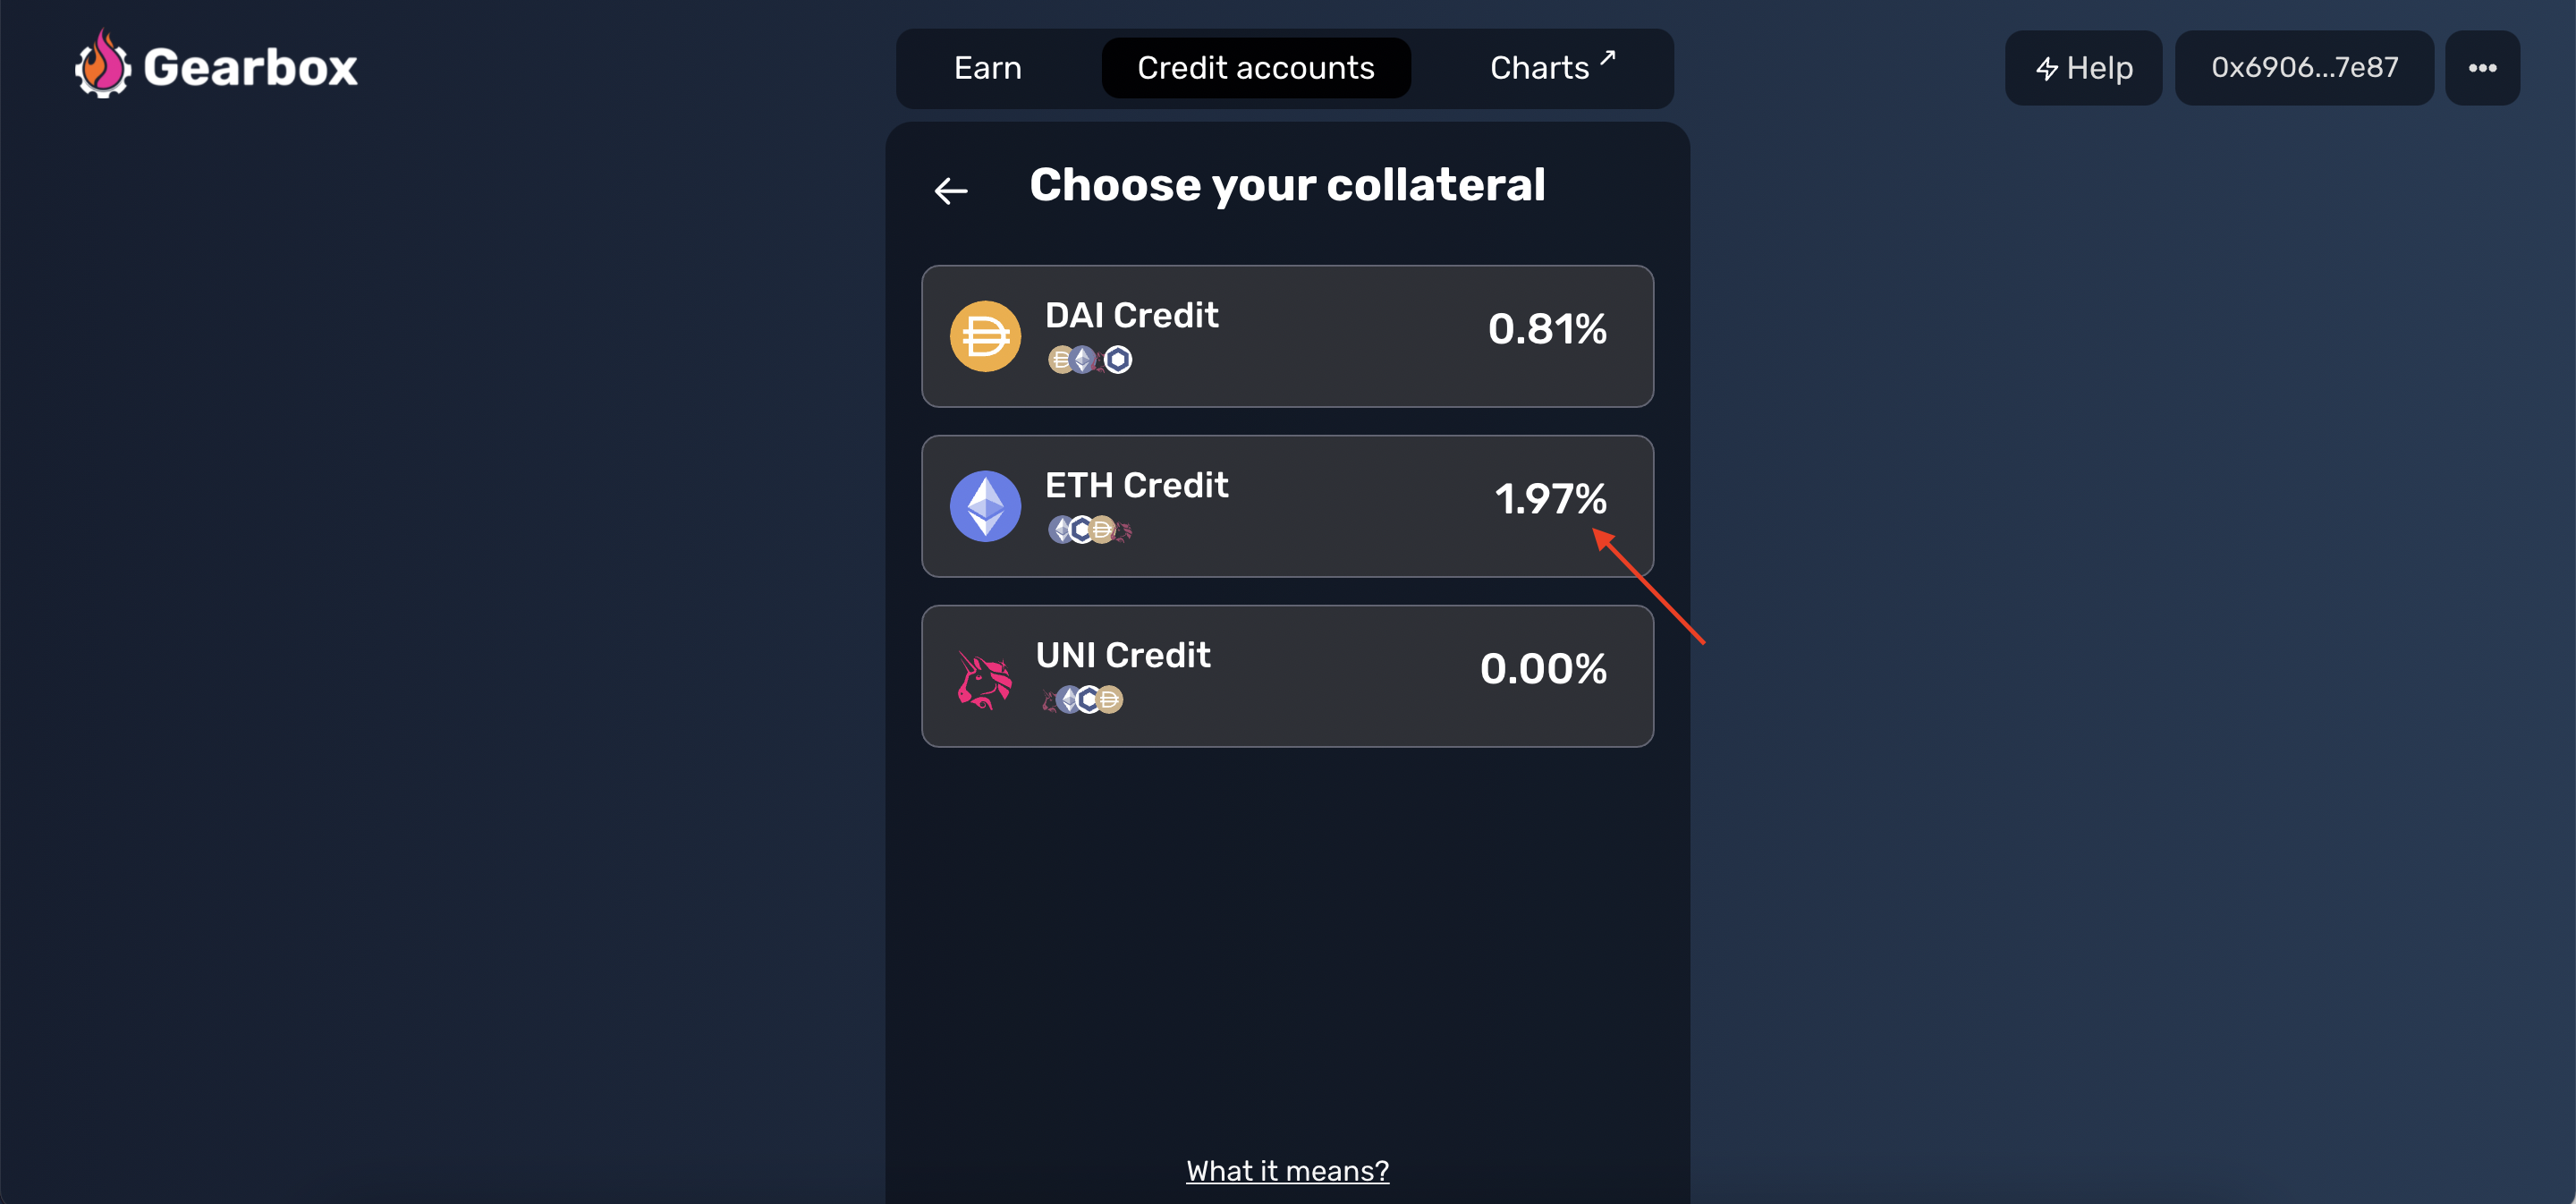 Gearbox
Earn
Credit accounts
Charts ↗
Help
0x6906...7e87
•••
Choose your collateral
DAI Credit
0.81%
ETH Credit
1.97%
UNI Credit
0.00%
What it means?